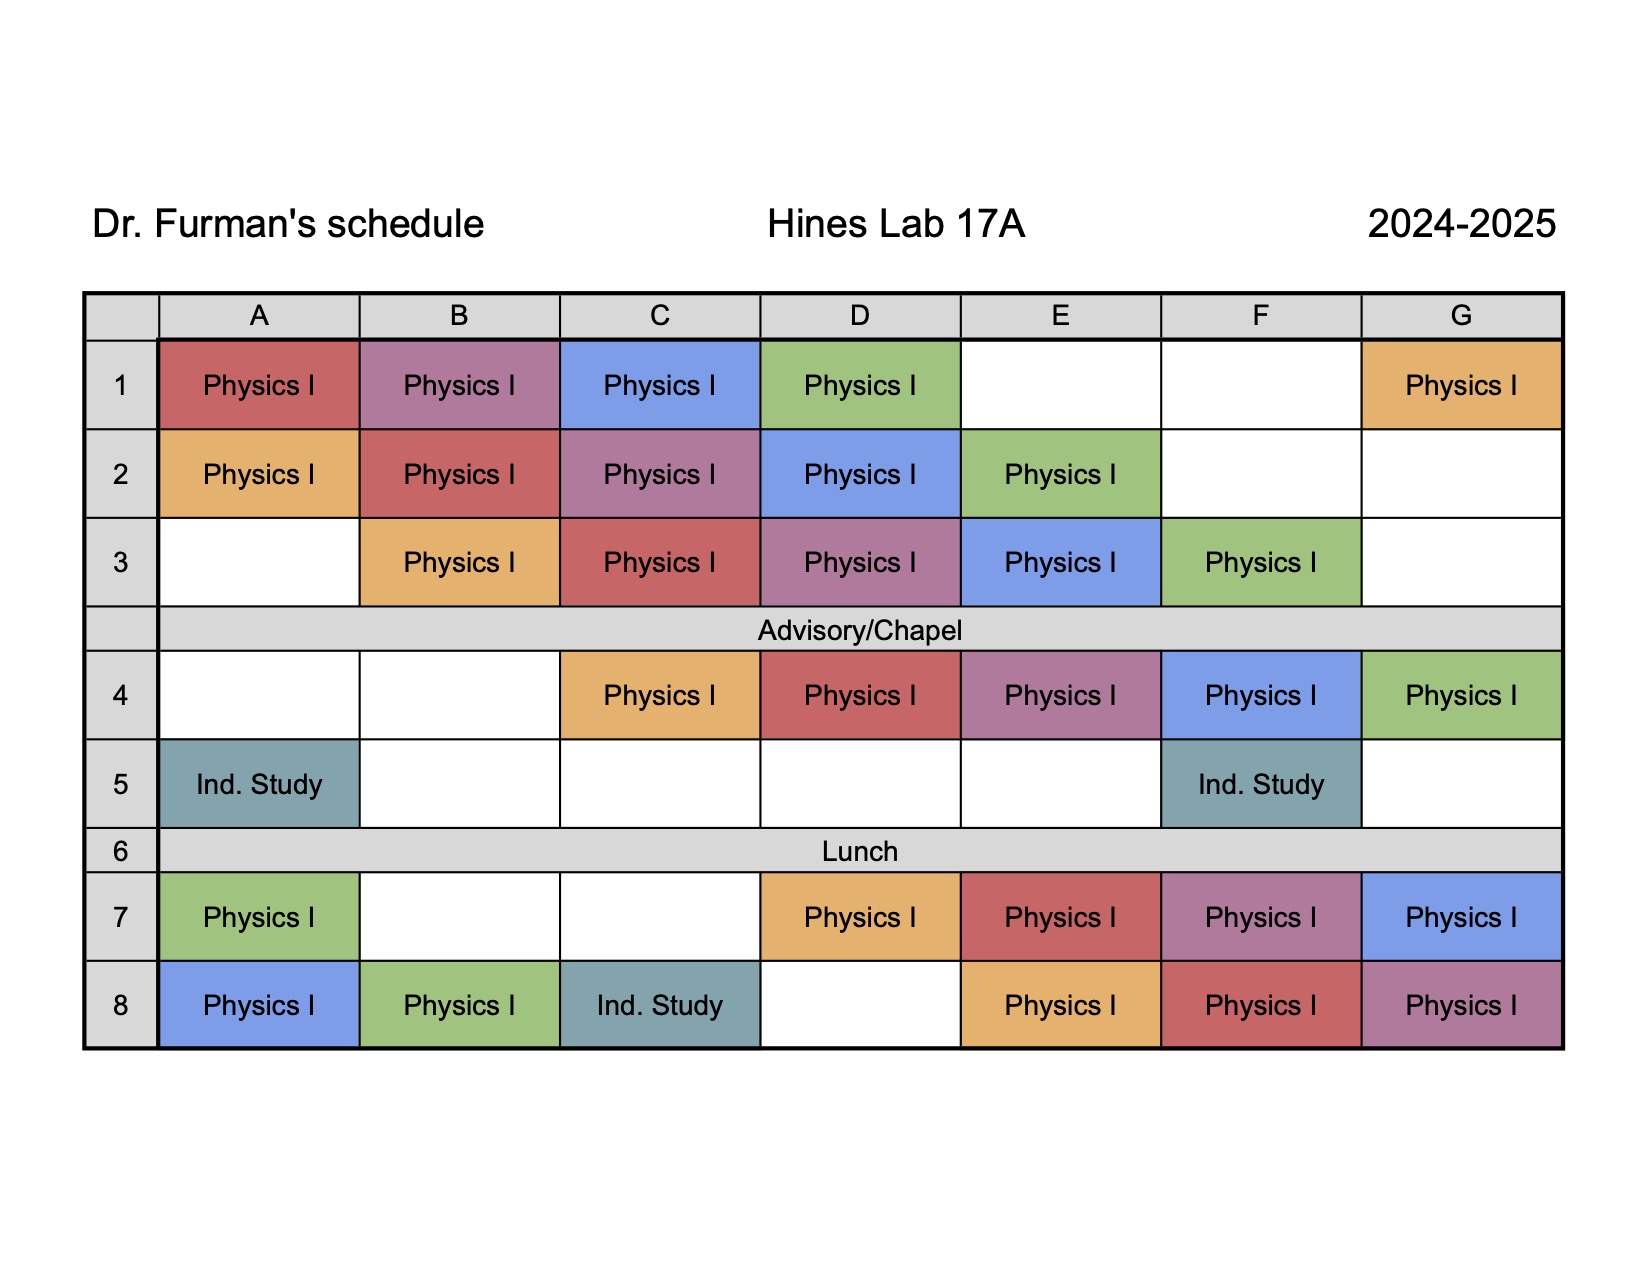 Dr. Furman's schedule Hines Lab 17A 2024-2025
A B C D E F G
1 Physics I Physics I Physics I Physics I Physics I
2 Physics I Physics I Physics I Physics I Physics I
3 Physics I Physics I Physics I Physics I Physics I
Advisory/Chapel
4 Physics I Physics I Physics I Physics I Physics I
5 Ind. Study Ind. Study
6 Lunch
7 Physics I Physics I Physics I Physics I Physics I
8 Physics I Physics I Ind. Study Physics I Physics I Physics I